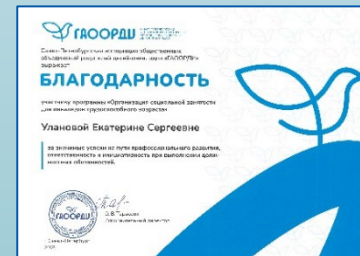 ГАООРДИ
Санкт-Петербургская ассоциация общественных
объединений родителей детей-инвалидов «ГАООРДИ»
выражает
БЛАГОДАРНОСТЬ
участнику программы «Организация социальной занятости
для инвалидов трудоспособного возраста»
Улановой Екатерине Сергеевне
за значимые успехи на пути профессионального развития,
ответственность и инициативность при выполнении долж-
ностных обязанностей.
ГАООРДИ
Санкт-Петербург